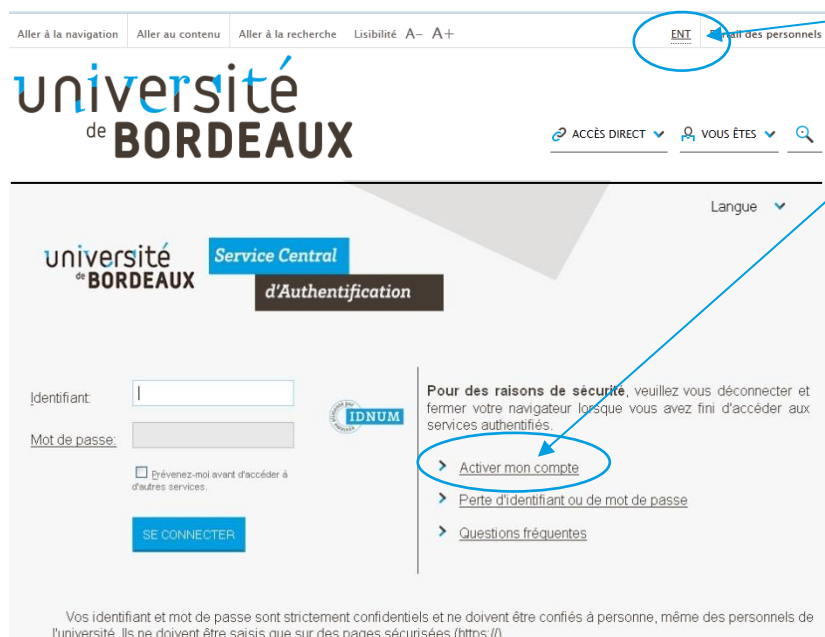 Aller à la navigation Aller au contenu Aller à la recherche Lisibilité A- A+ ENT Portail des personnels
université
de BORDEAUX
ACCÈS DIRECT VOUS ÊTES
Langue
université
de BORDEAUX
Service Central
d'Authentification
Identifiant:
Mot de passe:
Prévenez-moi avant d'accéder à
d'autres services.
SE CONNECTER
IDNUM
Pour des raisons de sécurité, veuillez vous déconnecter et
fermer votre navigateur lorsque vous avez fini d'accéder aux
services authentifiés.
Activer mon compte
Perte d'identifiant ou de mot de passe
Questions fréquentes
Vos identifiant et mot de passe sont strictement confidentiels et ne doivent être confiés à personne, même des personnels de
l'université. Ils ne doivent être saisis que sur des pages sécurisées (https://)